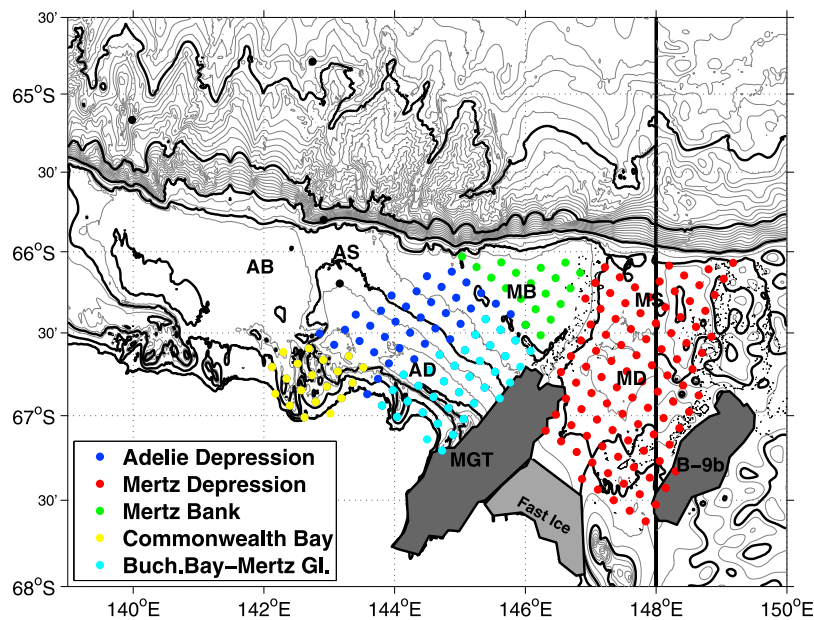 30'
65°S
30'
66°S
30'
67°S
30'
68°S
AB
AS
MB
MS
AD
MD
MGT
B-9b
Fast Ice
Adelie Depression
Mertz Depression
Mertz Bank
Commonwealth Bay
Buch.Bay-Mertz Gl.
140°E
142°E
144°E
146°E
148°E
150°E